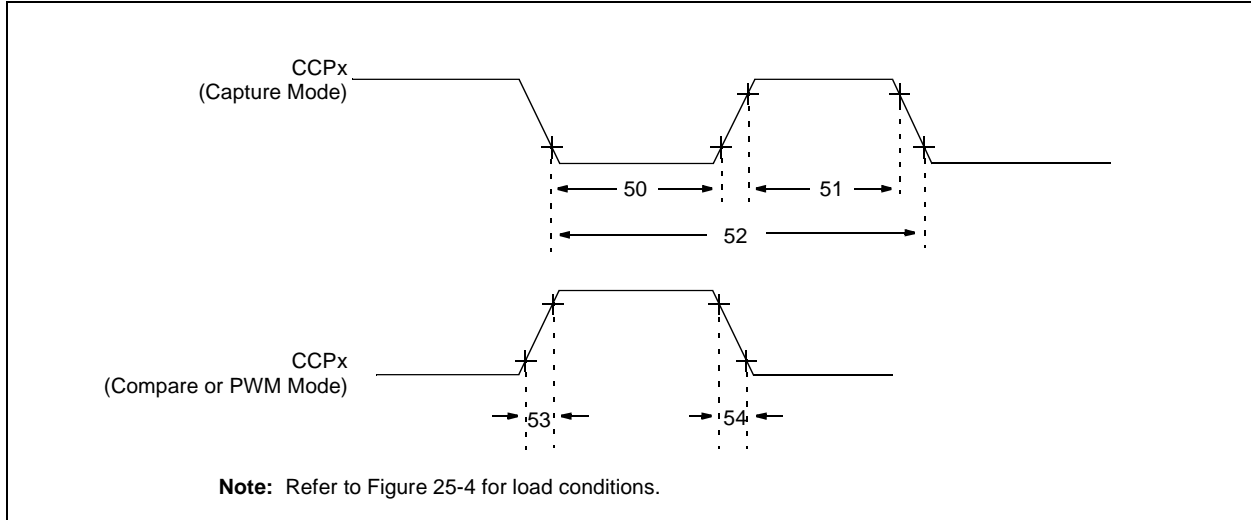 CCPx
(Capture Mode)
50
51
52
CCPx
(Compare or PWM Mode)
53
54
Note: Refer to Figure 25-4 for load conditions.